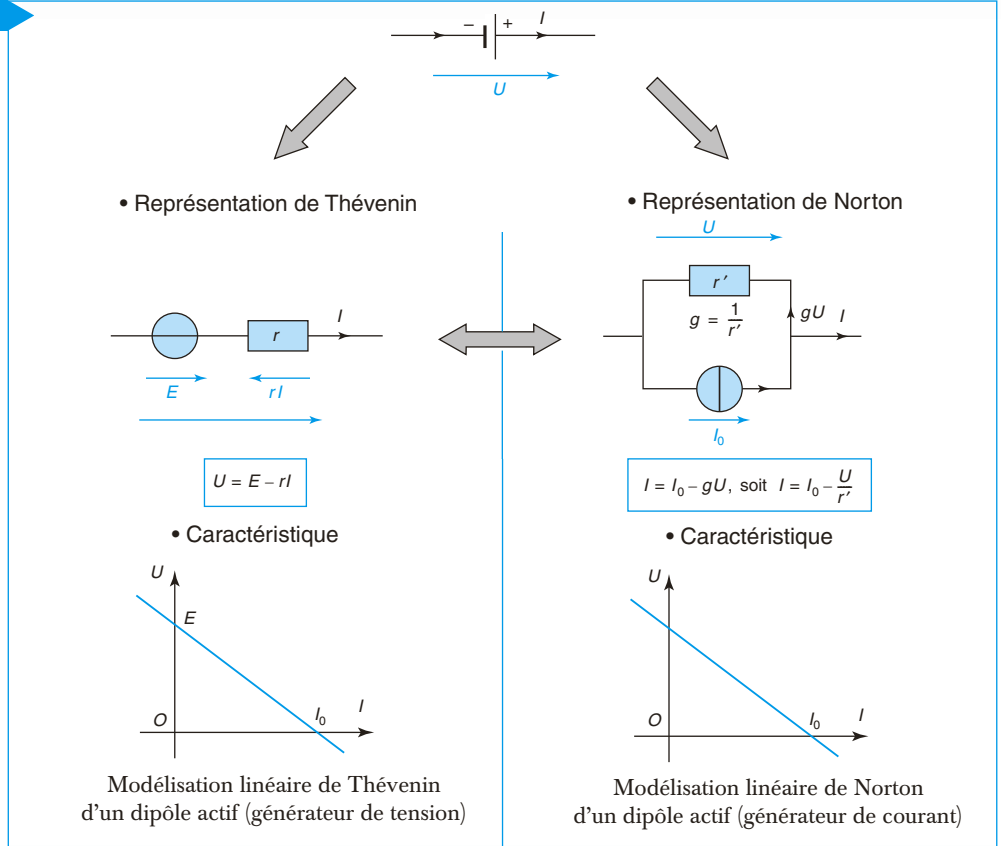 – + I
U
• Représentation de Thévenin
E
r
rI
I
U = E – rI
• Caractéristique
U
E
O
I₀
I
Modélisation linéaire de Thévenin
d'un dipôle actif (générateur de tension)
• Représentation de Norton
U
r′
g = 1/r′
gU I
I₀
I = I₀ – gU, soit I = I₀ – U/r′
• Caractéristique
U
O
I₀
I
Modélisation linéaire de Norton
d'un dipôle actif (générateur de courant)